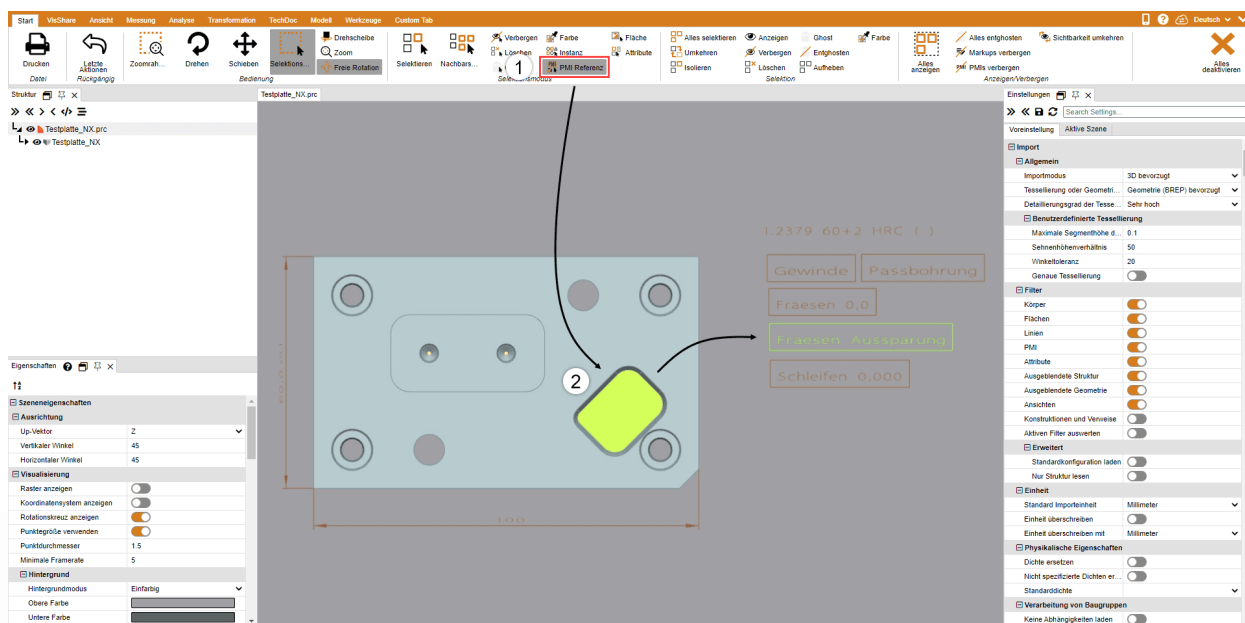 Start VisShare Ansicht Messung Analyse Transformation TechDoc Modell Werkzeuge Custom Tab Deutsch
Drucken
Letzte Aktionen
Zoomrah...
Drehen
Schieben
Selektions...
Drehscheibe
Zoom
Freie Rotation
Selektieren
Nachbars...
Verbergen
Löschen
Farbe
Instanz
PMI Referenz
Fläche
Attribute
Alles selektieren
Umkehren
Isolieren
Anzeigen
Verbergen
Löschen
Ghost
Entghosten
Aufheben
Farbe
Alles anzeigen
Alles entghosten
Markups verbergen
PMIs verbergen
Sichtbarkeit umkehren
Alles deaktivieren
Datei Rückgängig Bedienung Selektionsmodus Selektion Anzeigen/Verbergen
1
Struktur
Testplatte_NX.prc
Testplatte_NX
Testplatte_NX.prc
1.2379 60+2 HRC ( )
Gewinde Passbohrung
Fraesen 0,0
Fraesen Aussparung
Schleifen 0,000
2
100
Eigenschaften
Szeneneigenschaften
Ausrichtung
Up-Vektor Z
Vertikaler Winkel 45
Horizontaler Winkel 45
Visualisierung
Raster anzeigen
Koordinatensystem anzeigen
Rotationskreuz anzeigen
Punktegröße verwenden
Punktdurchmesser 1.5
Minimale Framerate 5
Hintergrund
Hintergrundmodus Einfarbig
Obere Farbe
Untere Farbe
Einstellungen
Search Settings...
Voreinstellung Aktive Szene
Import
Allgemein
Importmodus 3D bevorzugt
Tessellierung oder Geometri... Geometrie (BREP) bevorzugt
Detaillierungsgrad der Tesse... Sehr hoch
Benutzerdefinierte Tessellierung
Maximale Segmenthöhe d... 0.1
Sehnenhöhenverhältnis 50
Winkeltoleranz 20
Genaue Tessellierung
Filter
Körper
Flächen
Linien
PMI
Attribute
Ausgeblendete Struktur
Ausgeblendete Geometrie
Ansichten
Konstruktionen und Verweise
Aktiven Filter auswerten
Erweitert
Standardkonfiguration laden
Nur Struktur lesen
Einheit
Standard Importeinheit Millimeter
Einheit überschreiben
Einheit überschreiben mit Millimeter
Physikalische Eigenschaften
Dichte ersetzen
Nicht spezifizierte Dichten er...
Standarddichte
Verarbeitung von Baugruppen
Keine Abhängigkeiten laden